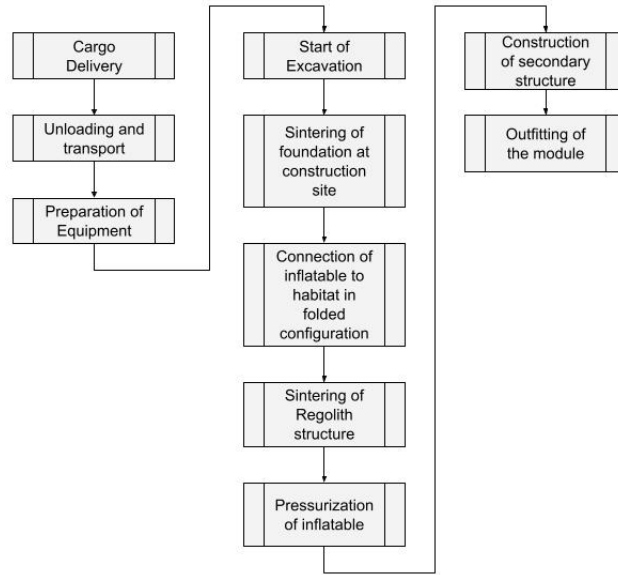 Cargo
Delivery
Unloading and
transport
Preparation of
Equipment
Start of
Excavation
Sintering of
foundation at
construction
site
Connection of
inflatable to
habitat in
folded
configuration
Sintering of
Regolith
structure
Pressurization
of inflatable
Construction
of secondary
structure
Outfitting of
the module